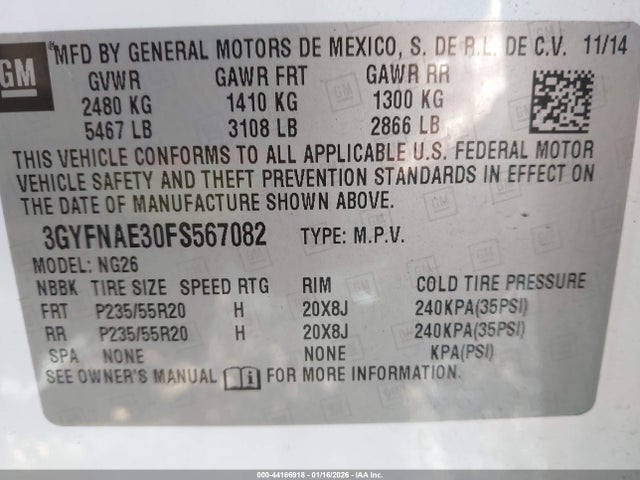 GM
MFD BY GENERAL MOTORS DE MEXICO, S. DE R.L. DE C.V. 11/14
GVWR GAWR FRT GAWR RR
2480 KG 1410 KG 1300 KG
5467 LB 3108 LB 2866 LB
THIS VEHICLE CONFORMS TO ALL APPLICABLE U.S. FEDERAL MOTOR
VEHICLE SAFETY AND THEFT PREVENTION STANDARDS IN EFFECT ON
THE DATE OF MANUFACTURE SHOWN ABOVE.
3GYFNAE30FS567082 TYPE: M.P.V.
MODEL: NG26
NBBK TIRE SIZE SPEED RTG RIM COLD TIRE PRESSURE
FRT P235/55R20 H 20X8J 240KPA(35PSI)
RR P235/55R20 H 20X8J 240KPA(35PSI)
SPA NONE NONE KPA(PSI)
SEE OWNER'S MANUAL FOR MORE INFORMATION.
000-44166918 - 01/16/2026 - IAA Inc.